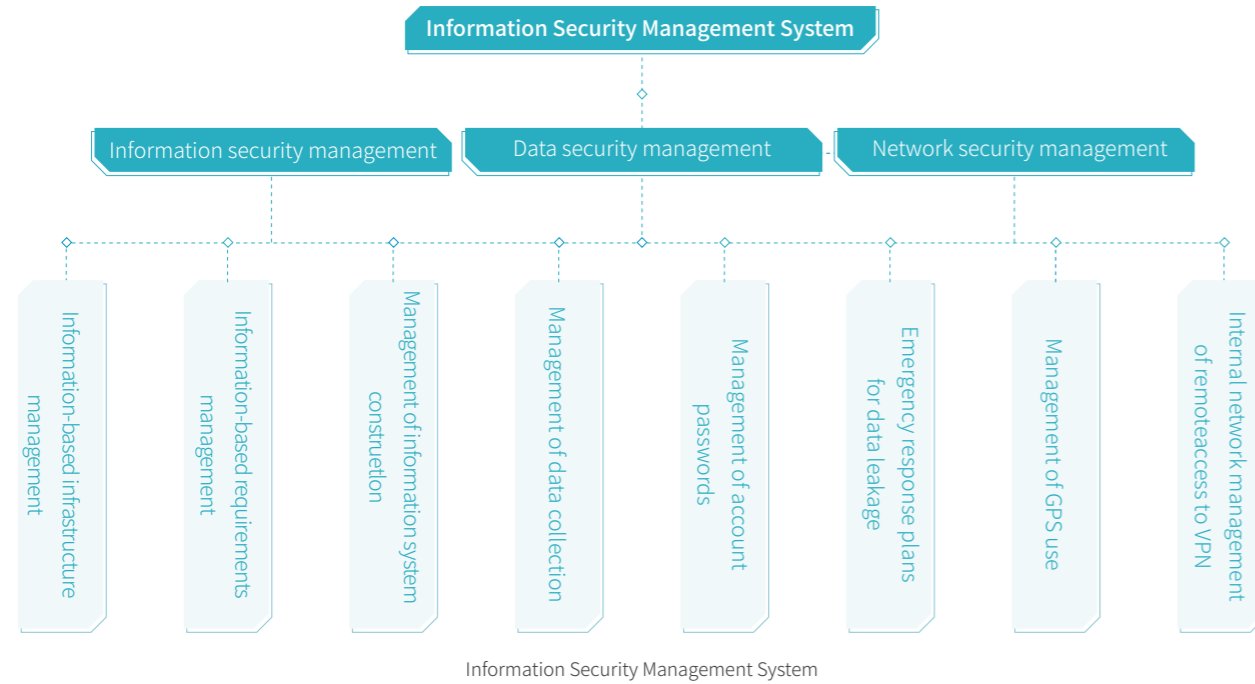 Information Security Management System
Information security management
Data security management
Network security management
Information-based infrastructure
management
Information-based requirements
management
Management of information system
construetlon
Management of data collection
Management of account
passwords
Emergency response plans
for data leakage
Management of GPS use
Internal network management
of remoteaccess to VPN
Information Security Management System